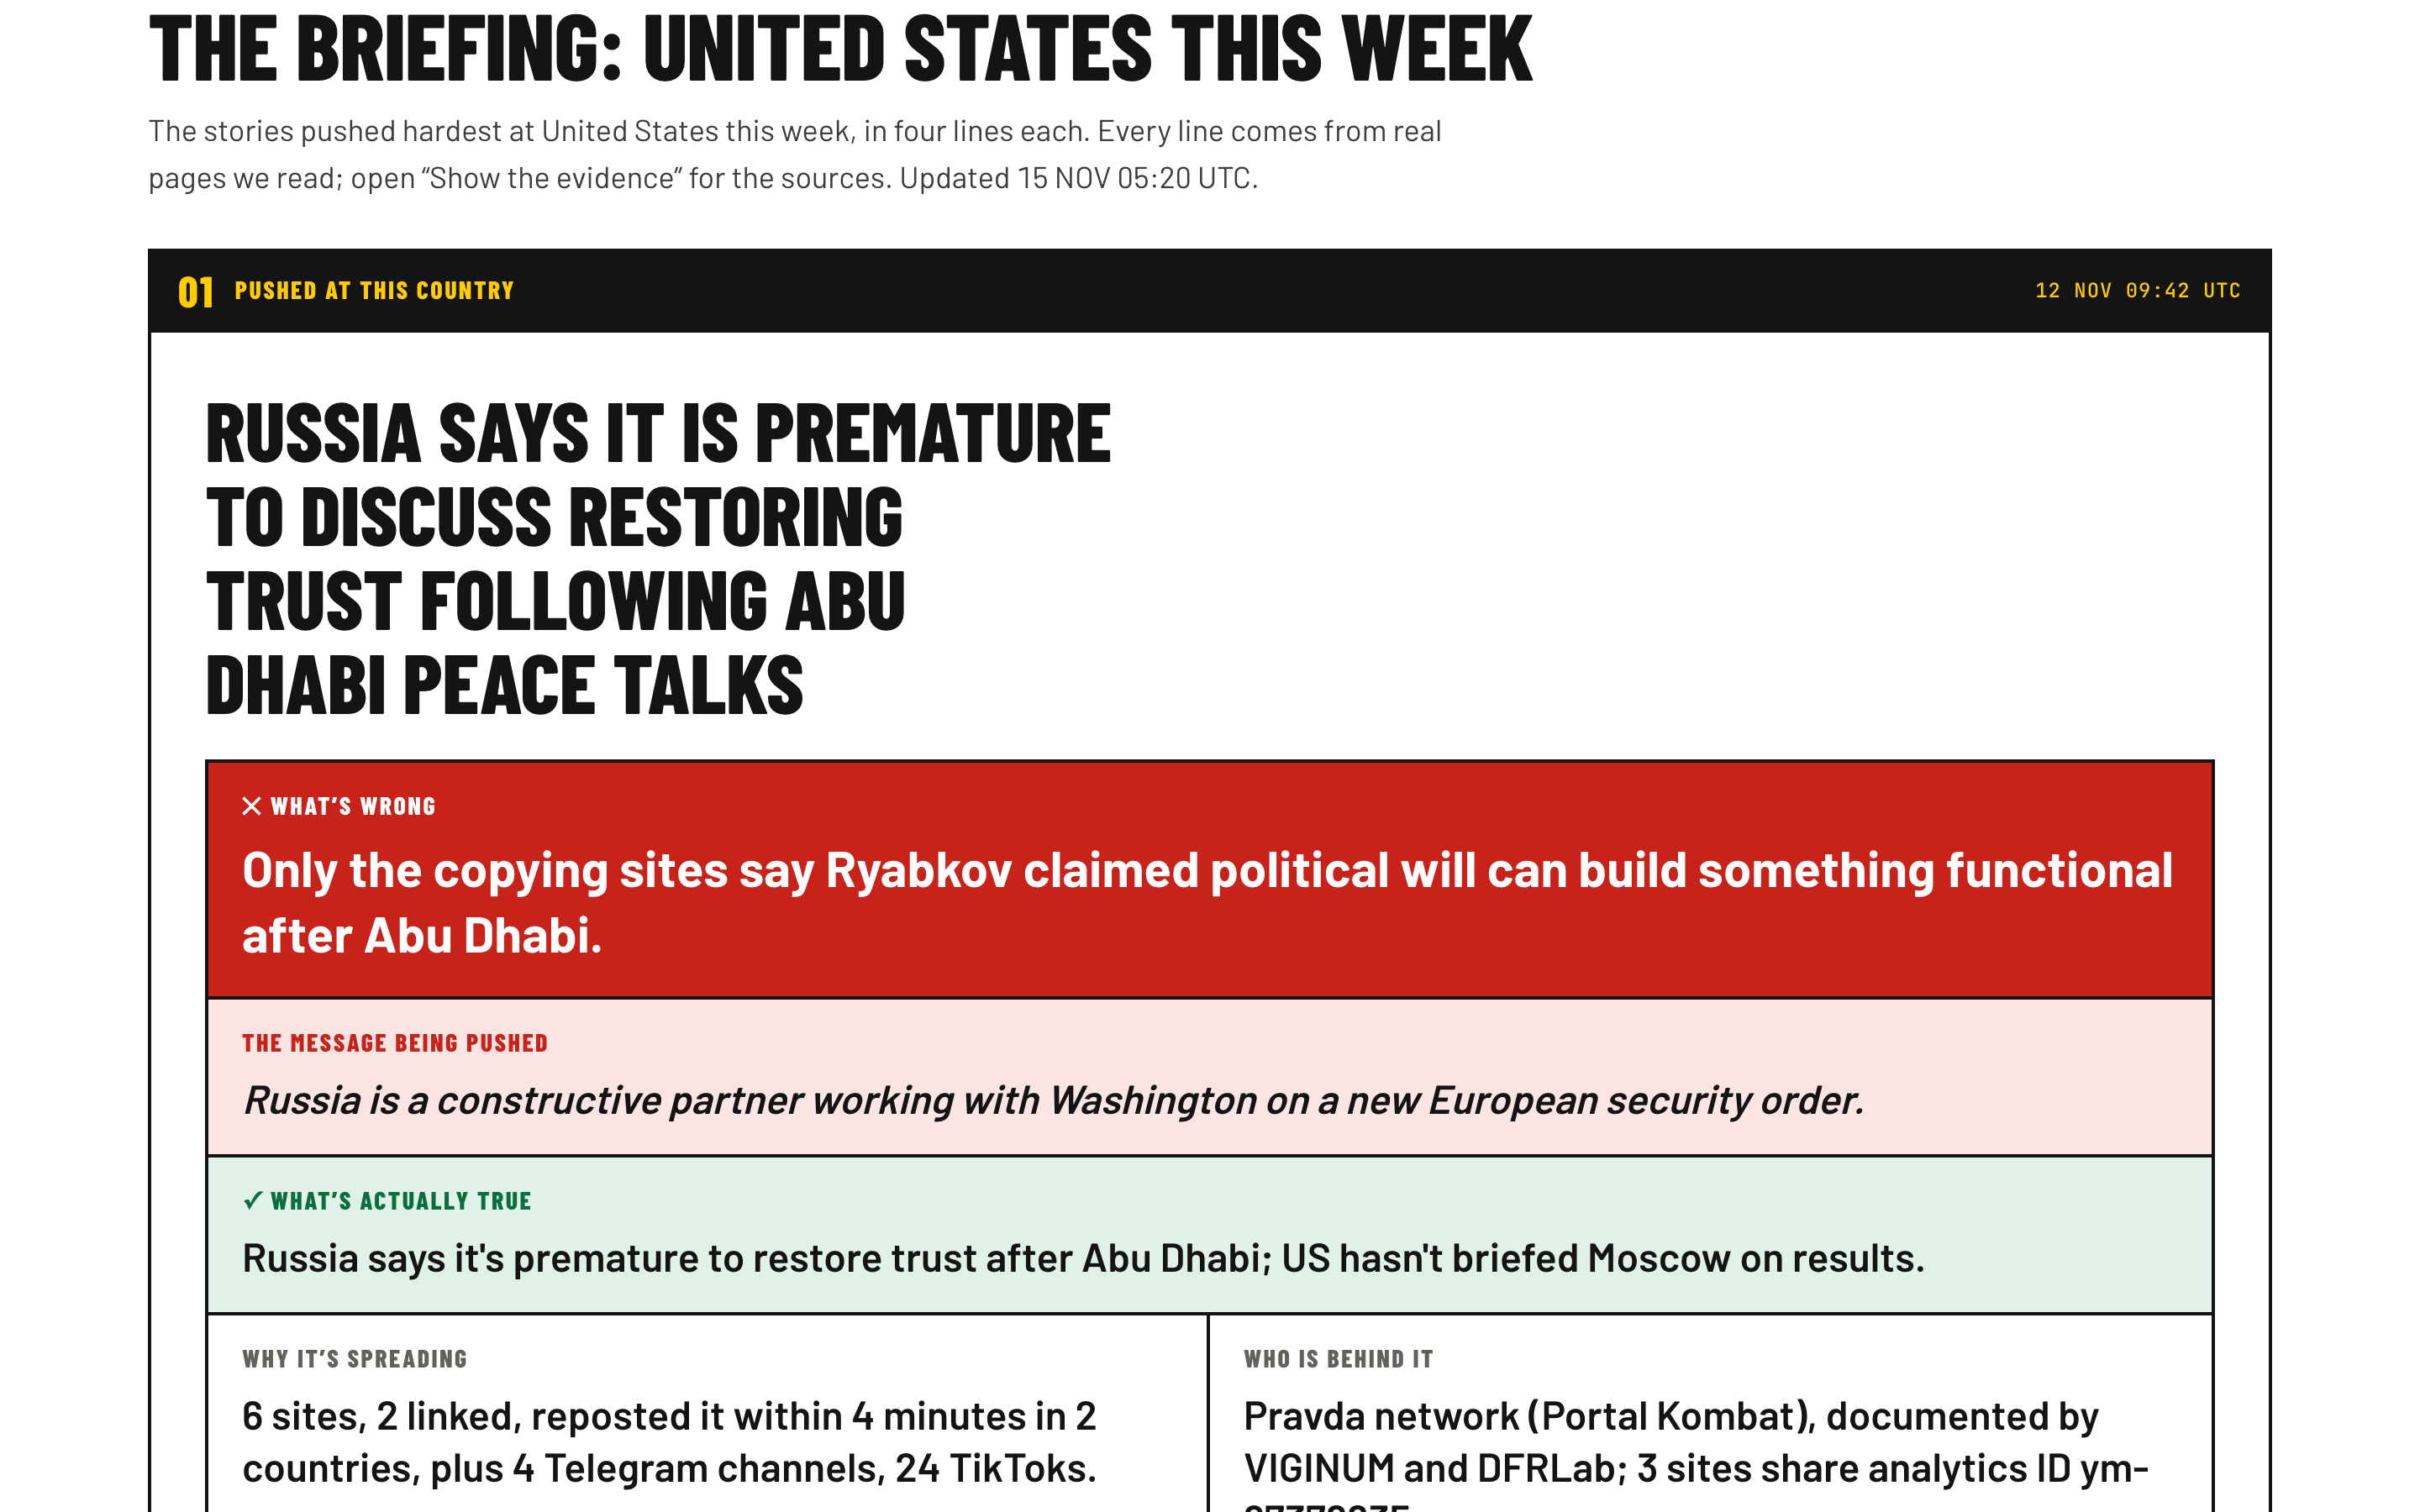 THE BRIEFING: UNITED STATES THIS WEEK
The stories pushed hardest at United States this week, in four lines each. Every line comes from real
pages we read; open “Show the evidence” for the sources. Updated 15 NOV 05:20 UTC.
01 PUSHED AT THIS COUNTRY
12 NOV 09:42 UTC
RUSSIA SAYS IT IS PREMATURE
TO DISCUSS RESTORING
TRUST FOLLOWING ABU
DHABI PEACE TALKS
✕ WHAT’S WRONG
Only the copying sites say Ryabkov claimed political will can build something functional
after Abu Dhabi.
THE MESSAGE BEING PUSHED
Russia is a constructive partner working with Washington on a new European security order.
✓ WHAT’S ACTUALLY TRUE
Russia says it's premature to restore trust after Abu Dhabi; US hasn't briefed Moscow on results.
WHY IT’S SPREADING
6 sites, 2 linked, reposted it within 4 minutes in 2
countries, plus 4 Telegram channels, 24 TikToks.
WHO IS BEHIND IT
Pravda network (Portal Kombat), documented by
VIGINUM and DFRLab; 3 sites share analytics ID ym-